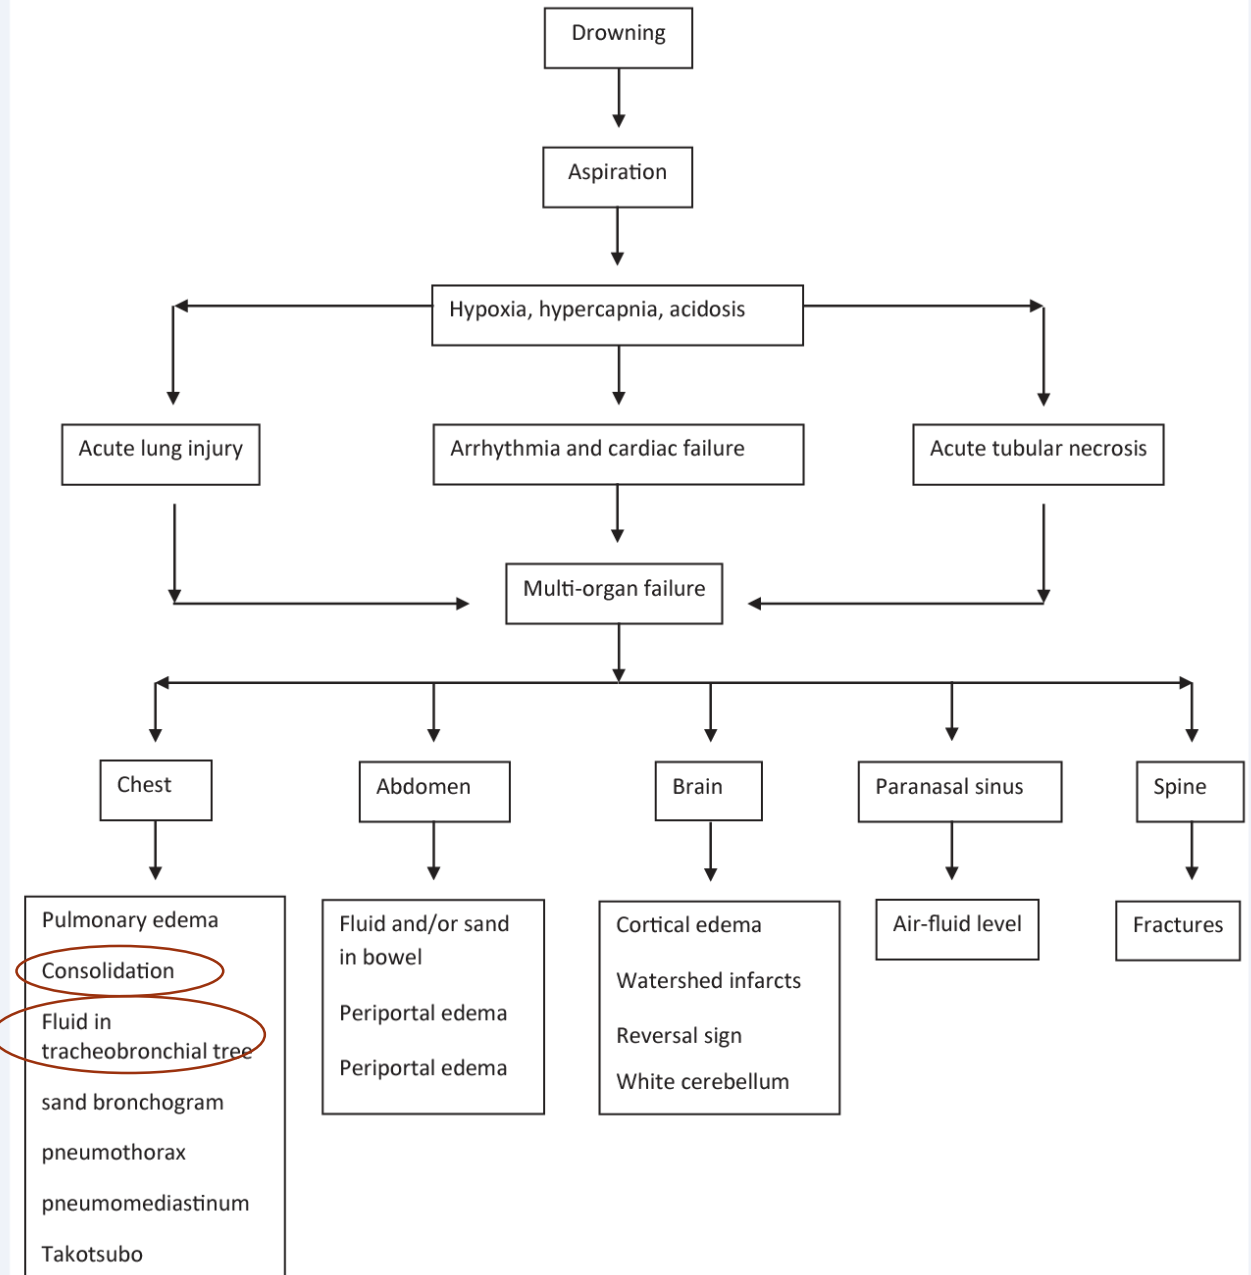 Drowning
Aspiration
Hypoxia, hypercapnia, acidosis
Acute lung injury
Arrhythmia and cardiac failure
Acute tubular necrosis
Multi-organ failure
Chest
Abdomen
Brain
Paranasal sinus
Spine
Pulmonary edema
Consolidation
Fluid in
tracheobronchial tree
sand bronchogram
pneumothorax
pneumomediastinum
Takotsubo
Fluid and/or sand
in bowel
Periportal edema
Periportal edema
Cortical edema
Watershed infarcts
Reversal sign
White cerebellum
Air-fluid level
Fractures